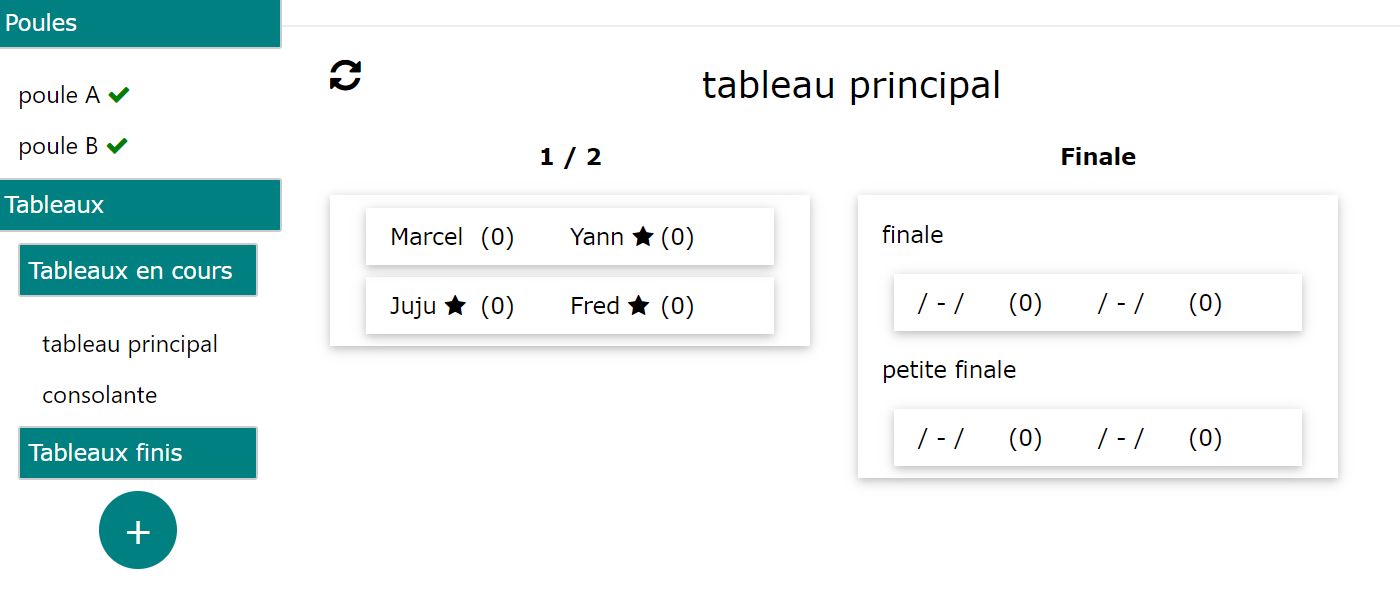 Poules
poule A
poule B
Tableaux
Tableaux en cours
tableau principal
consolante
Tableaux finis
+
tableau principal
1 / 2
Marcel (0) Yann ★ (0)
Juju ★ (0) Fred ★ (0)
Finale
finale
/ - / (0) / - / (0)
petite finale
/ - / (0) / - / (0)